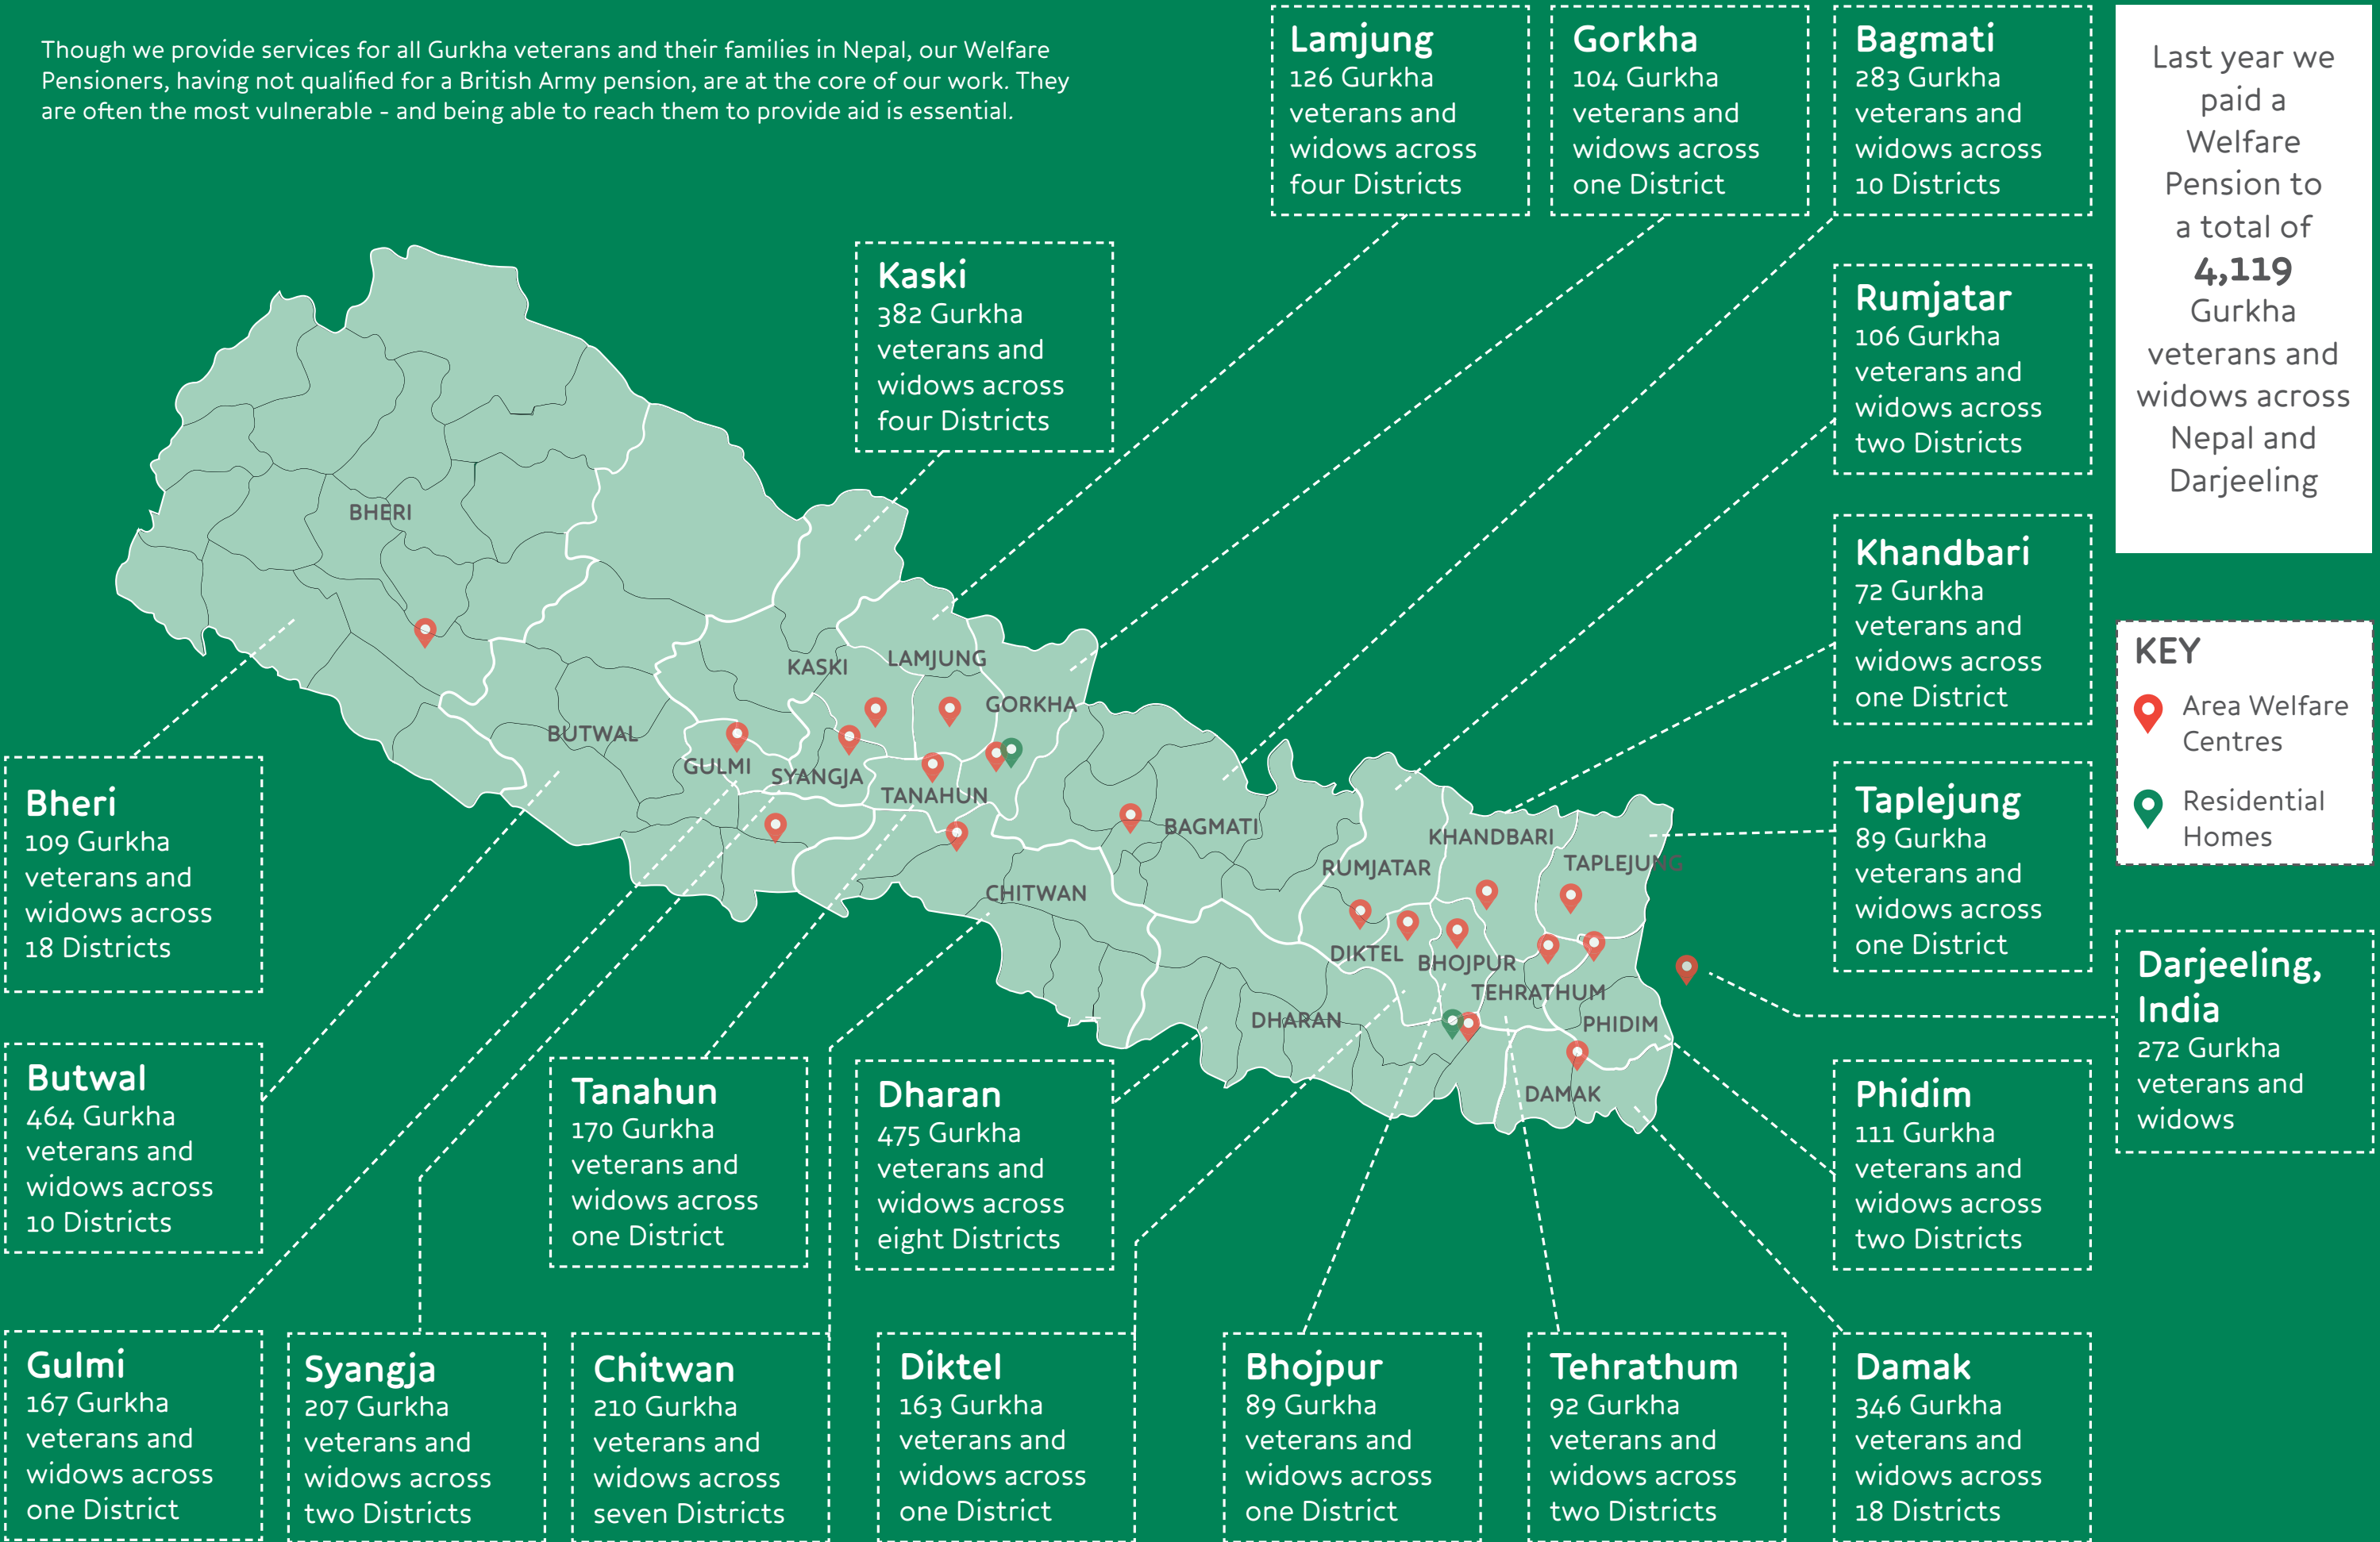 Though we provide services for all Gurkha veterans and their families in Nepal, our Welfare
Pensioners, having not qualified for a British Army pension, are at the core of our work. They
are often the most vulnerable - and being able to reach them to provide aid is essential.
Lamjung
126 Gurkha
veterans and
widows across
four Districts
Gorkha
104 Gurkha
veterans and
widows across
one District
Bagmati
283 Gurkha
veterans and
widows across
10 Districts
Last year we
paid a
Welfare
Pension to
a total of
4,119
Gurkha
veterans and
widows across
Nepal and
Darjeeling
Kaski
382 Gurkha
veterans and
widows across
four Districts
Rumjatar
106 Gurkha
veterans and
widows across
two Districts
Khandbari
72 Gurkha
veterans and
widows across
one District
KEY
Area Welfare
Centres
Residential
Homes
Taplejung
89 Gurkha
veterans and
widows across
one District
Darjeeling,
India
272 Gurkha
veterans and
widows
BHERI
KASKI
LAMJUNG
GORKHA
BUTWAL
GULMI
SYANGJA
TANAHUN
BAGMATI
CHITWAN
KHANDBARI
RUMJATAR
TAPLEJUNG
DIKTEL
BHOJPUR
TEHRATHUM
DHARAN
PHIDIM
DAMAK
Bheri
109 Gurkha
veterans and
widows across
18 Districts
Butwal
464 Gurkha
veterans and
widows across
10 Districts
Tanahun
170 Gurkha
veterans and
widows across
one District
Dharan
475 Gurkha
veterans and
widows across
eight Districts
Phidim
111 Gurkha
veterans and
widows across
two Districts
Gulmi
167 Gurkha
veterans and
widows across
one District
Syangja
207 Gurkha
veterans and
widows across
two Districts
Chitwan
210 Gurkha
veterans and
widows across
seven Districts
Diktel
163 Gurkha
veterans and
widows across
one District
Bhojpur
89 Gurkha
veterans and
widows across
one District
Tehrathum
92 Gurkha
veterans and
widows across
two Districts
Damak
346 Gurkha
veterans and
widows across
18 Districts